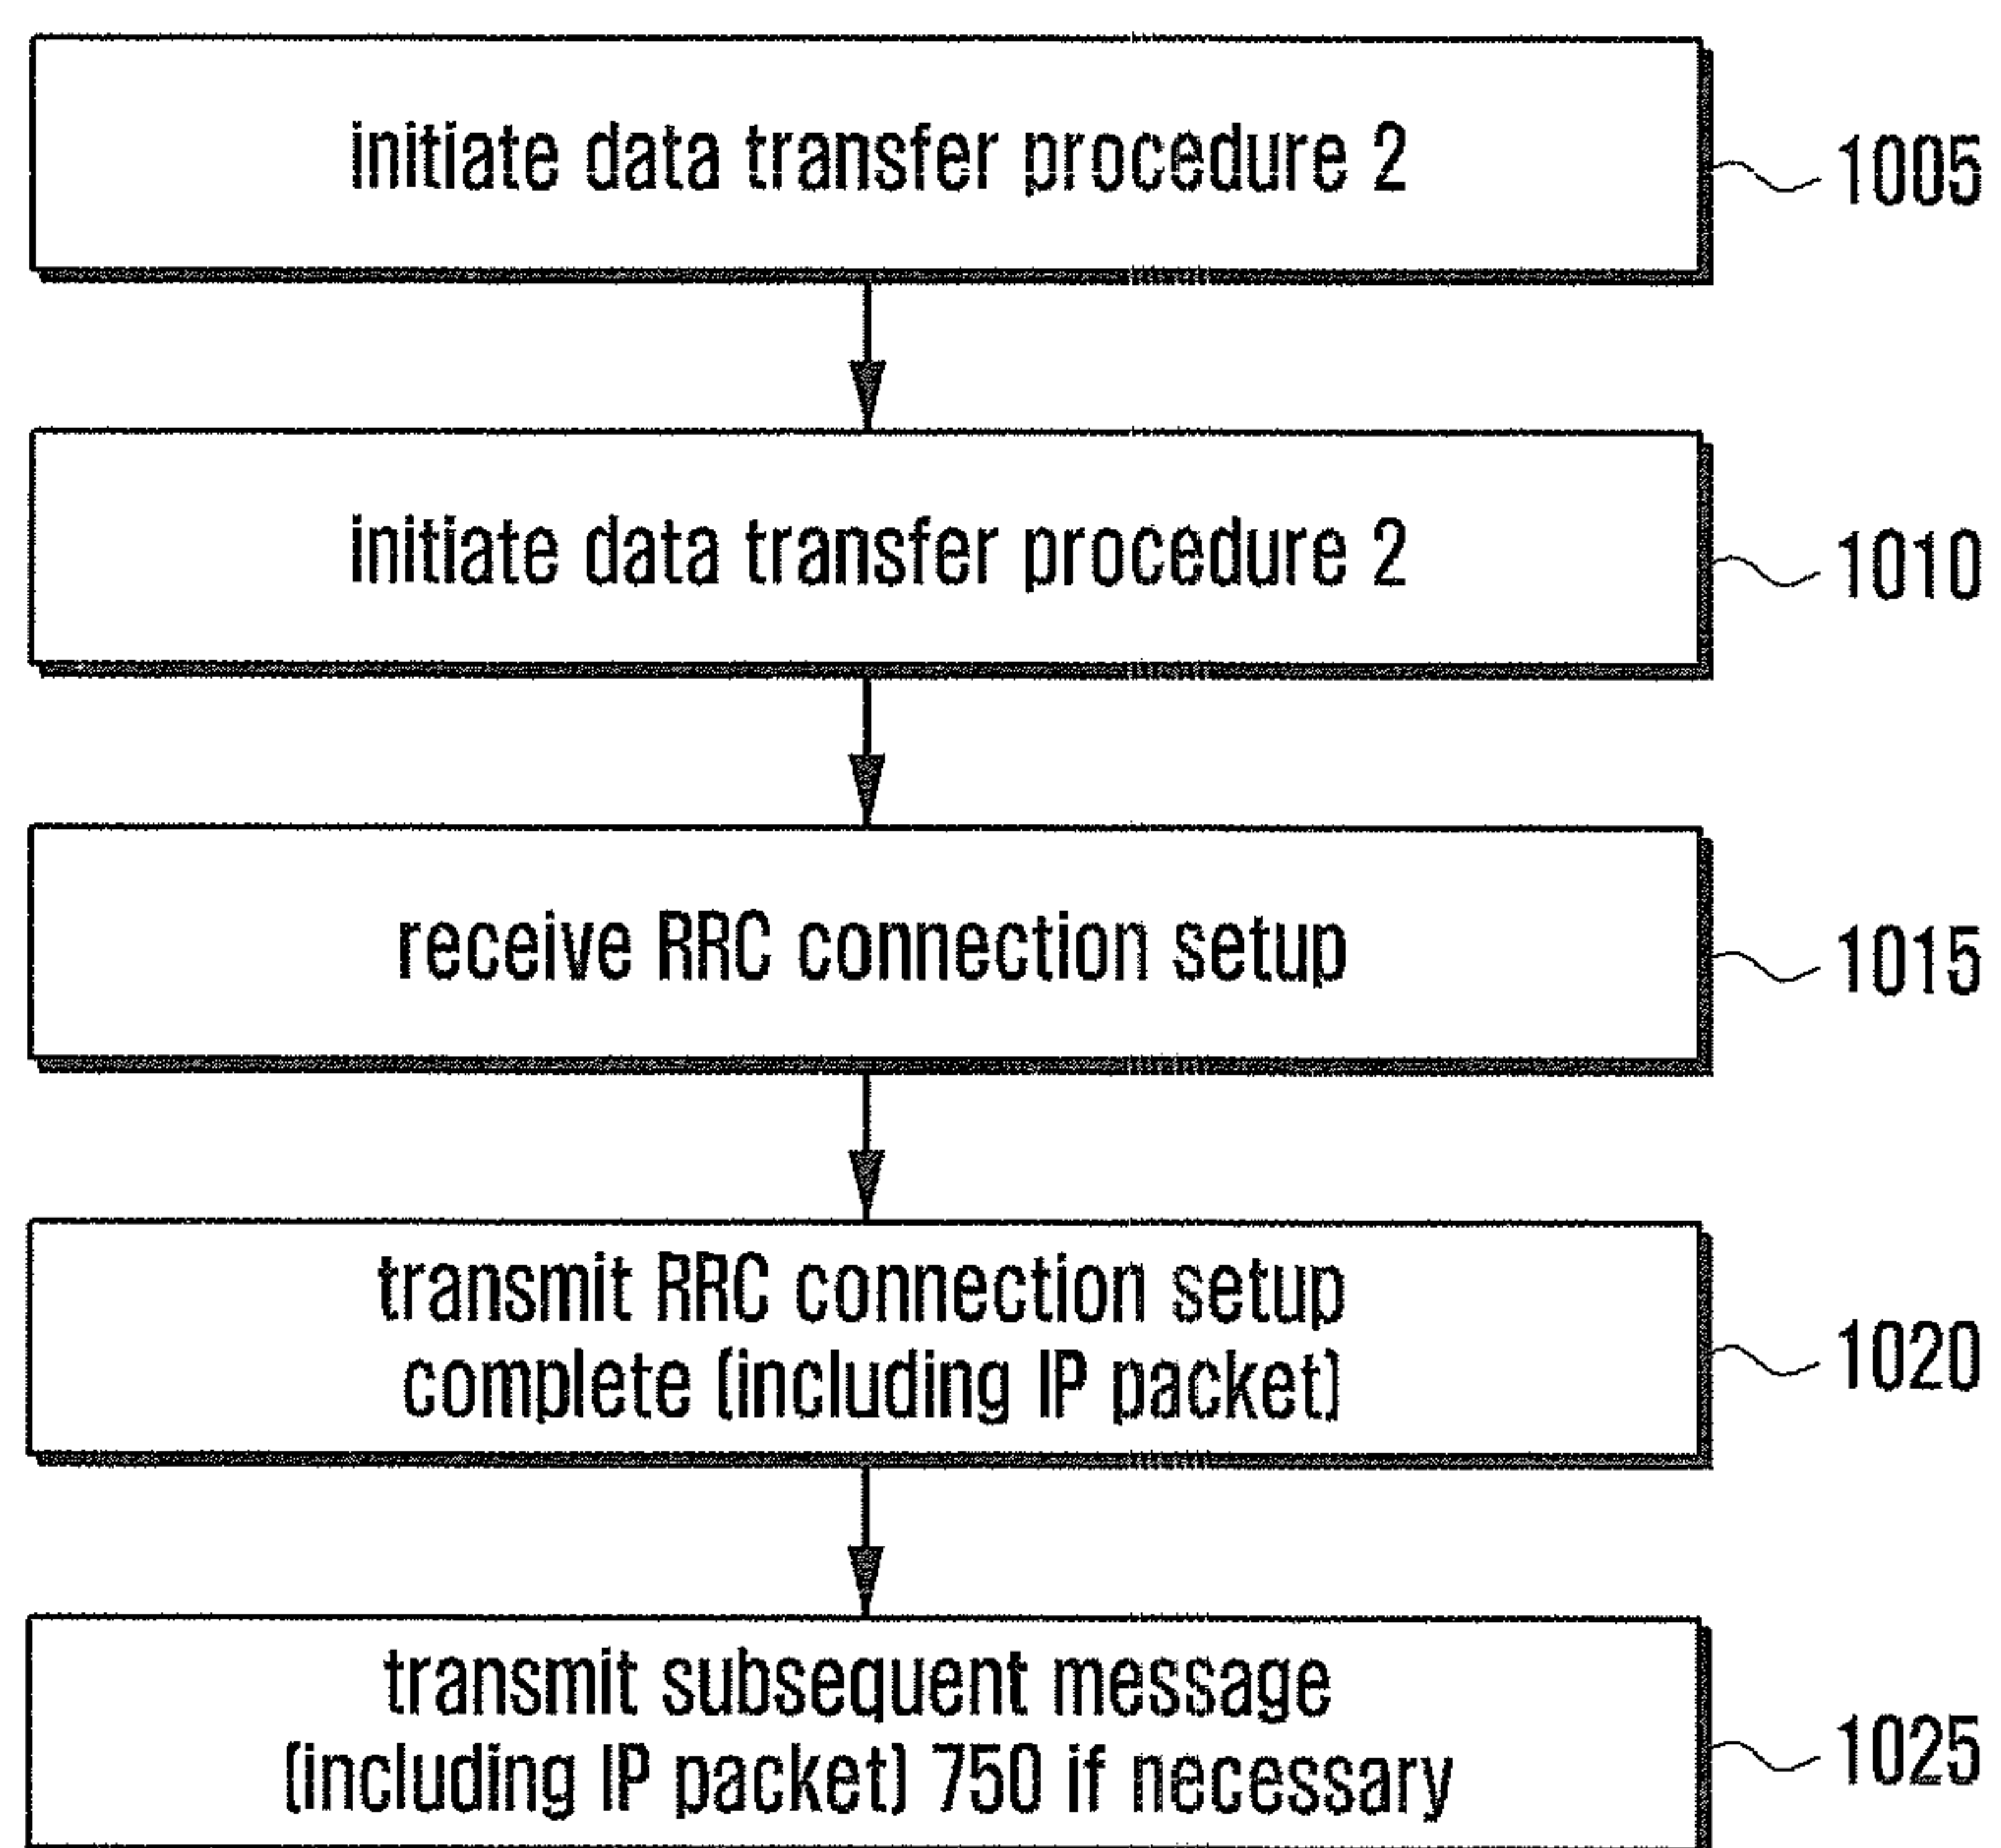 initiate data transfer procedure 2
1005
initiate data transfer procedure 2
1010
receive RRC connection setup
1015
transmit RRC connection setup
complete (including IP packet)
1020
transmit subsequent message
(including IP packet) 750 if necessary
1025